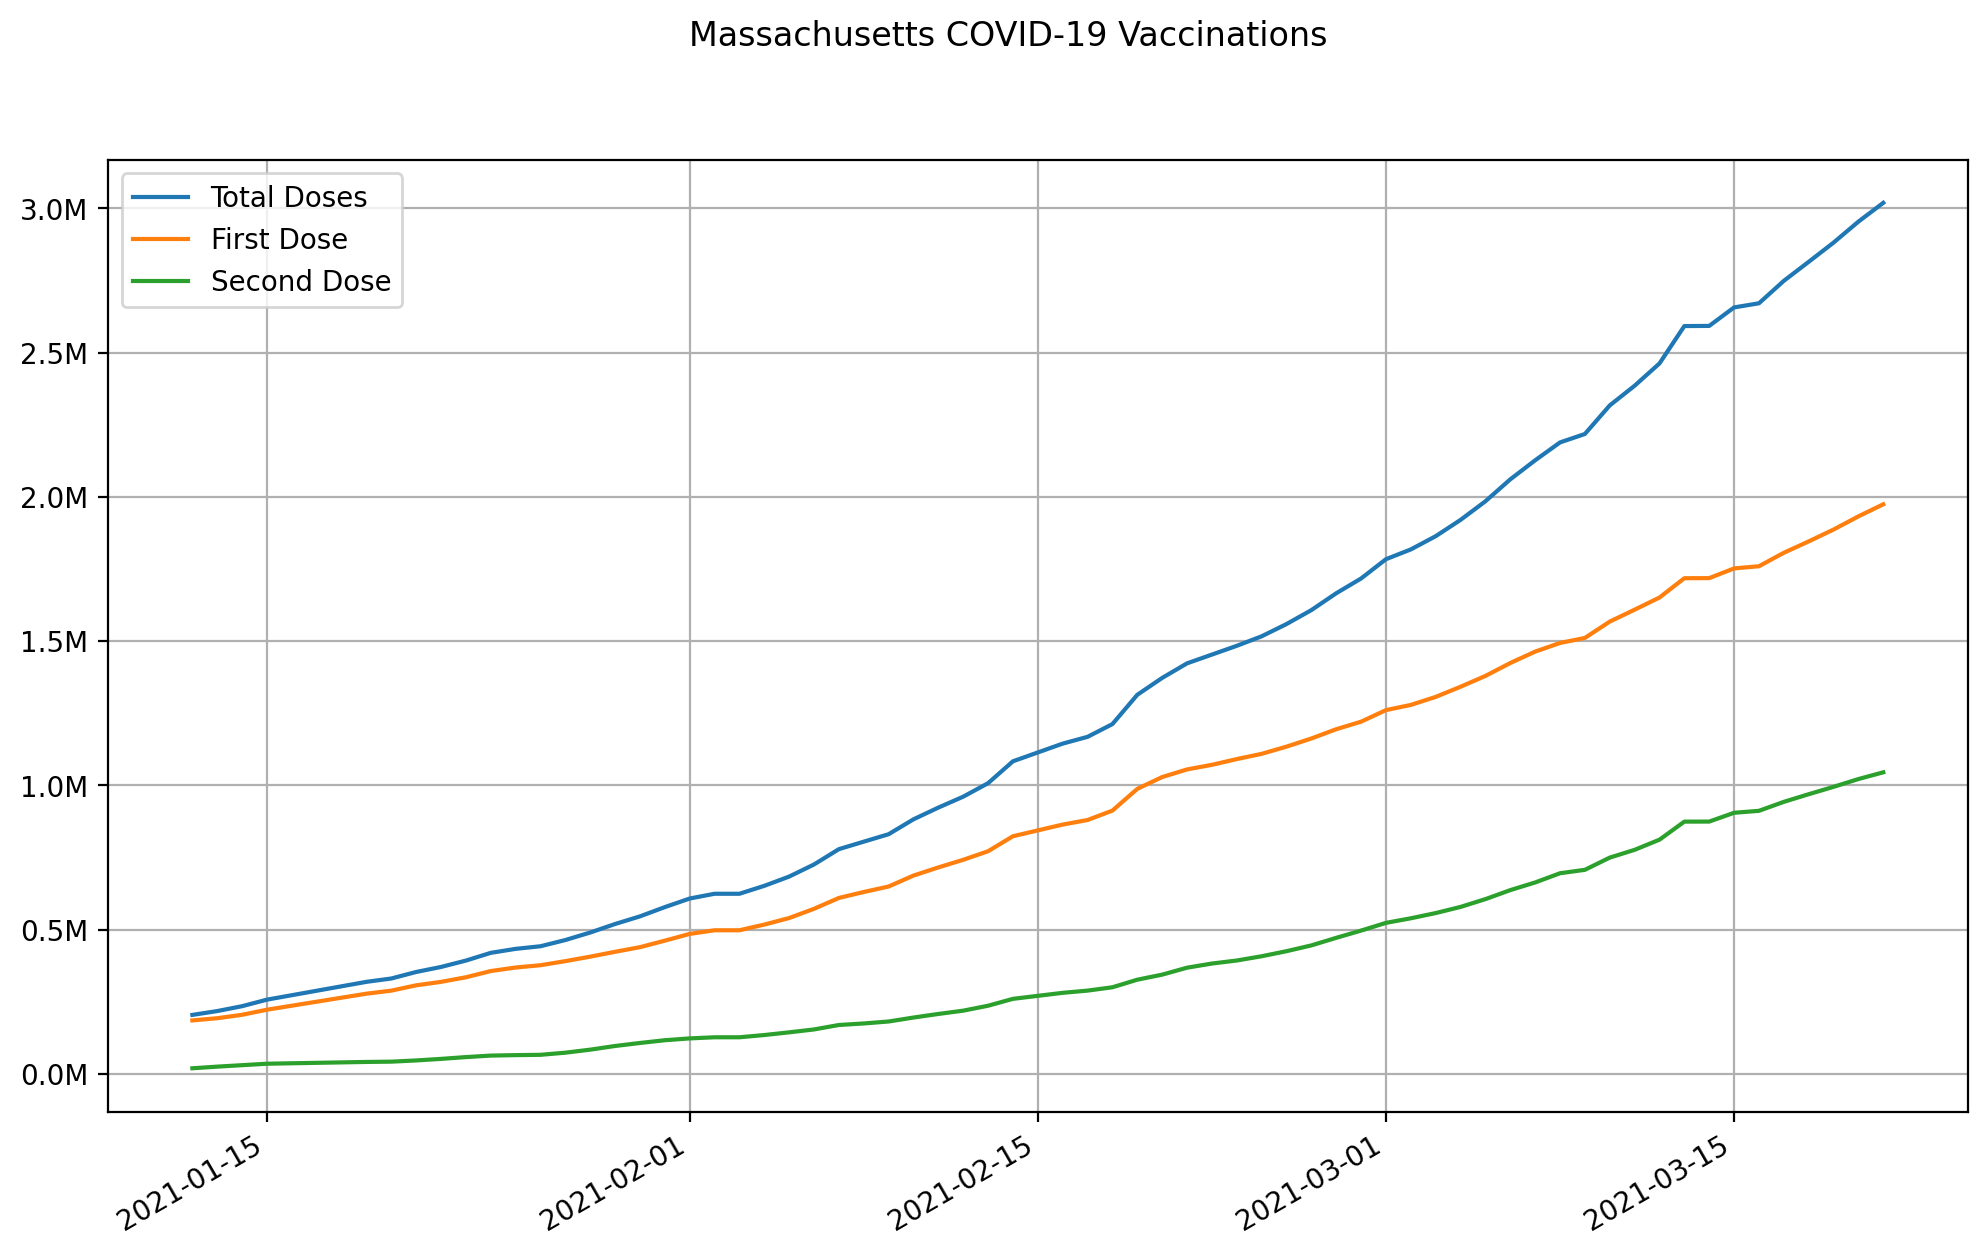 Massachusetts COVID-19 Vaccinations
Total Doses
First Dose
Second Dose
3.0M
2.5M
2.0M
1.5M
1.0M
0.5M
0.0M
2021-01-15
2021-02-01
2021-02-15
2021-03-01
2021-03-15